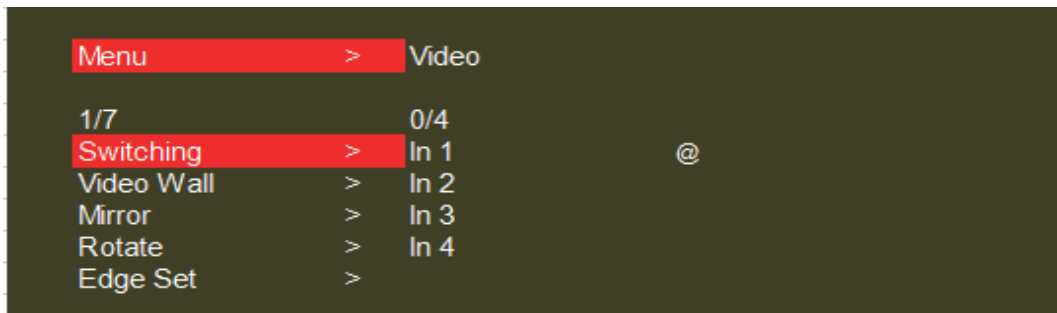 Menu > Video
1/7 0/4
Switching > In 1 @
Video Wall > In 2
Mirror > In 3
Rotate > In 4
Edge Set >